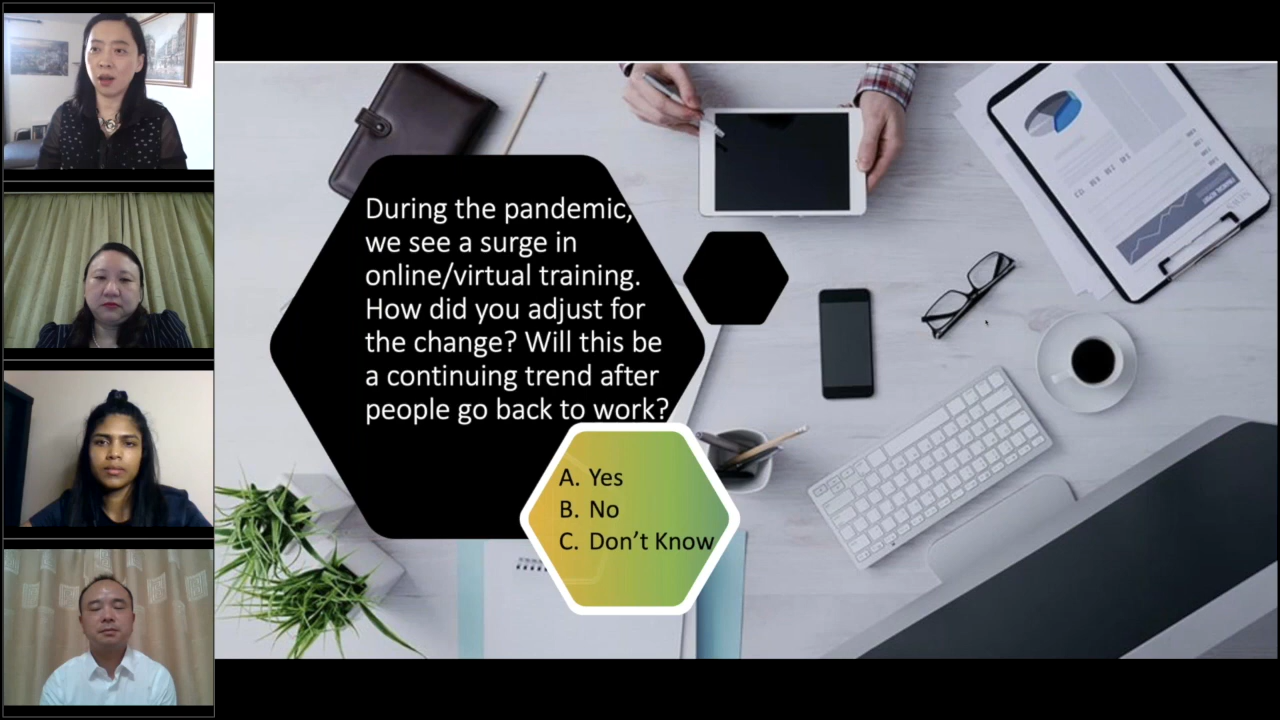 During the pandemic,
we see a surge in
online/virtual training.
How did you adjust for
the change? Will this be
a continuing trend after
people go back to work?
A. Yes
B. No
C. Don't Know